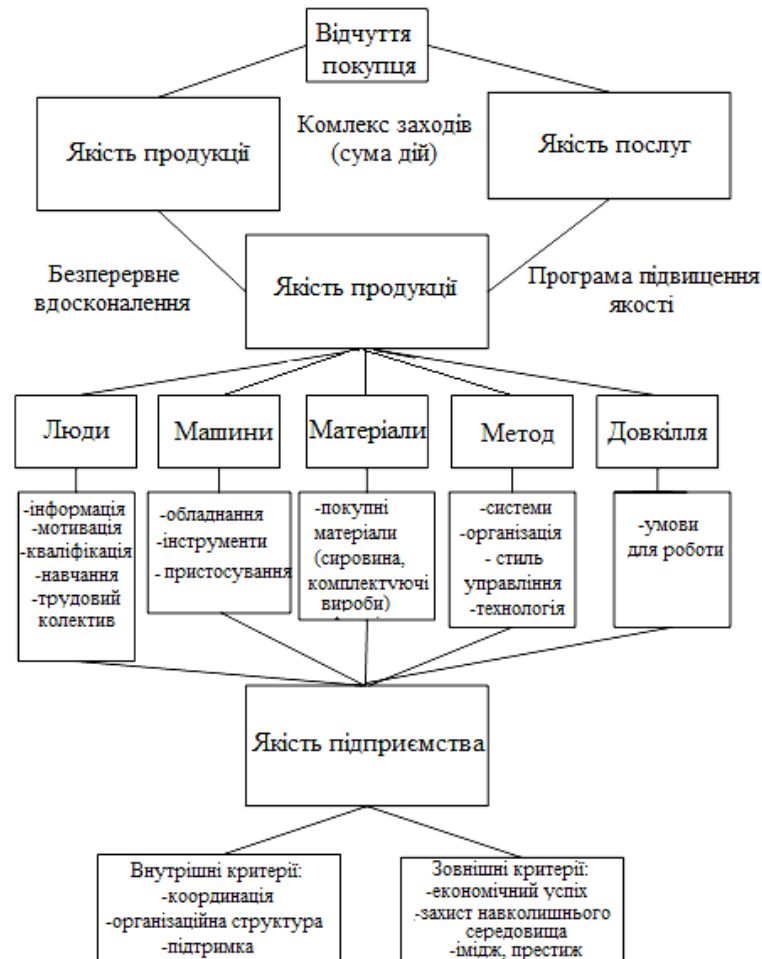 Відчуття
покупця
Якість продукції
Комлекс заходів
(сума дій)
Якість послуг
Безперервне
вдосконалення
Якість продукції
Програма підвищення
якості
Люди
Машини
Матеріали
Метод
Довкілля
-інформація
-мотивація
-кваліфікація
-навчання
-трудовий
колектив
-обладнання
-інструменти
- пристосування
-покупні
матеріали
(сировина,
комплектуючі
вироби)
-системи
-організація
- стиль
управління
-технологія
-умови
для роботи
Якість підприємства
Внутрішні критерії:
-координація
-організаційна структура
-підтримка
Зовнішні критерії:
-економічний успіх
-захист навколишнього
середовища
-імідж, престиж